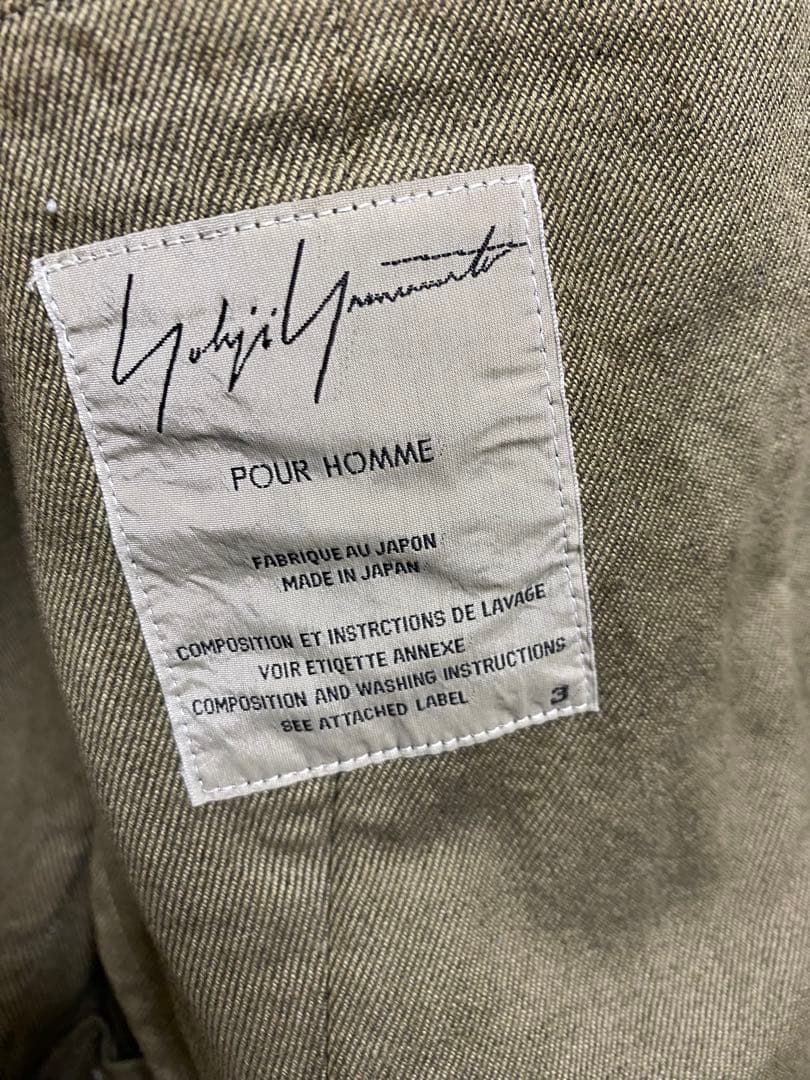 Yohji Yamamoto
POUR HOMME
FABRIQUE AU JAPON
MADE IN JAPAN
COMPOSITION ET INSTRCTIONS DE LAVAGE
VOIR ETIQETTE ANNEXE
COMPOSITION AND WASHING INSTRUCTIONS
SEE ATTACHED LABEL
3